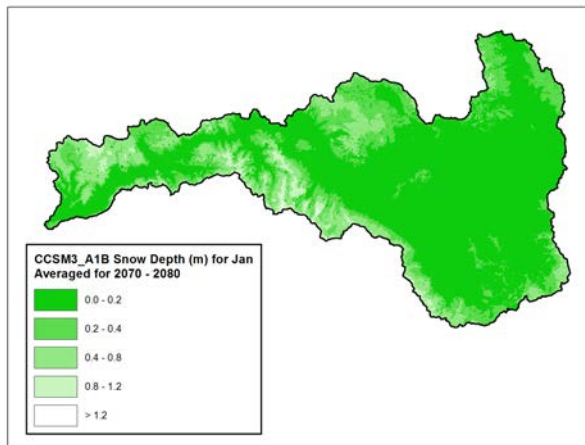 CCSM3_A1B Snow Depth (m) for Jan
Averaged for 2070 - 2080
0.0 - 0.2
0.2 - 0.4
0.4 - 0.8
0.8 - 1.2
> 1.2